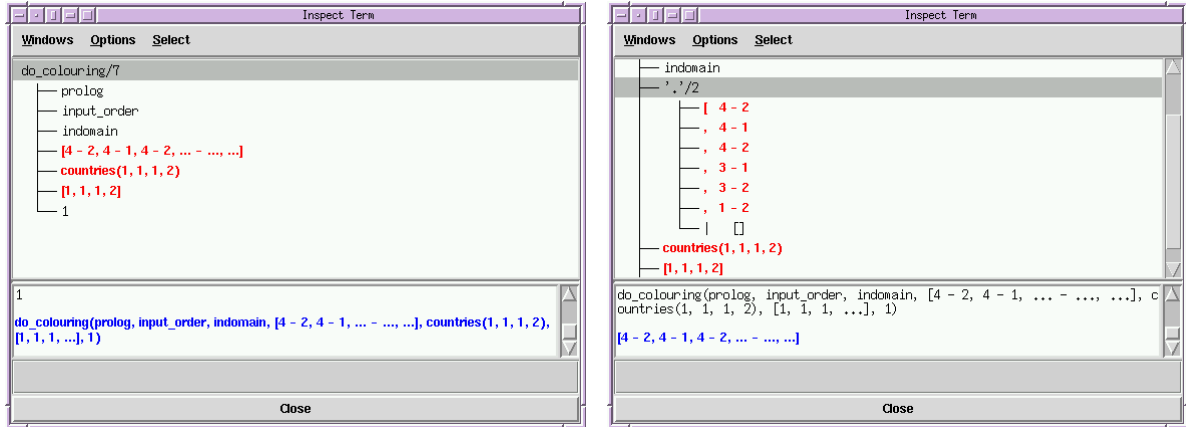 Inspect Term
Windows Options Select
do_colouring/7
prolog
input_order
indomain
[4 - 2, 4 - 1, 4 - 2, ... - ..., ...]
countries(1, 1, 1, 2)
[1, 1, 1, 2]
1
1
do_colouring(prolog, input_order, indomain, [4 - 2, 4 - 1, ... - ..., ...], countries(1, 1, 1, 2),
[1, 1, 1, ...], 1)
Close
Inspect Term
Windows Options Select
indomain
'.'/2
[ 4 - 2
, 4 - 1
, 4 - 2
, 3 - 1
, 3 - 2
, 1 - 2
| []
countries(1, 1, 1, 2)
[1, 1, 1, 2]
do_colouring(prolog, input_order, indomain, [4 - 2, 4 - 1, ... - ..., ...], c
ountries(1, 1, 1, 2), [1, 1, 1, ...], 1)
[4 - 2, 4 - 1, 4 - 2, ... - ..., ...]
Close